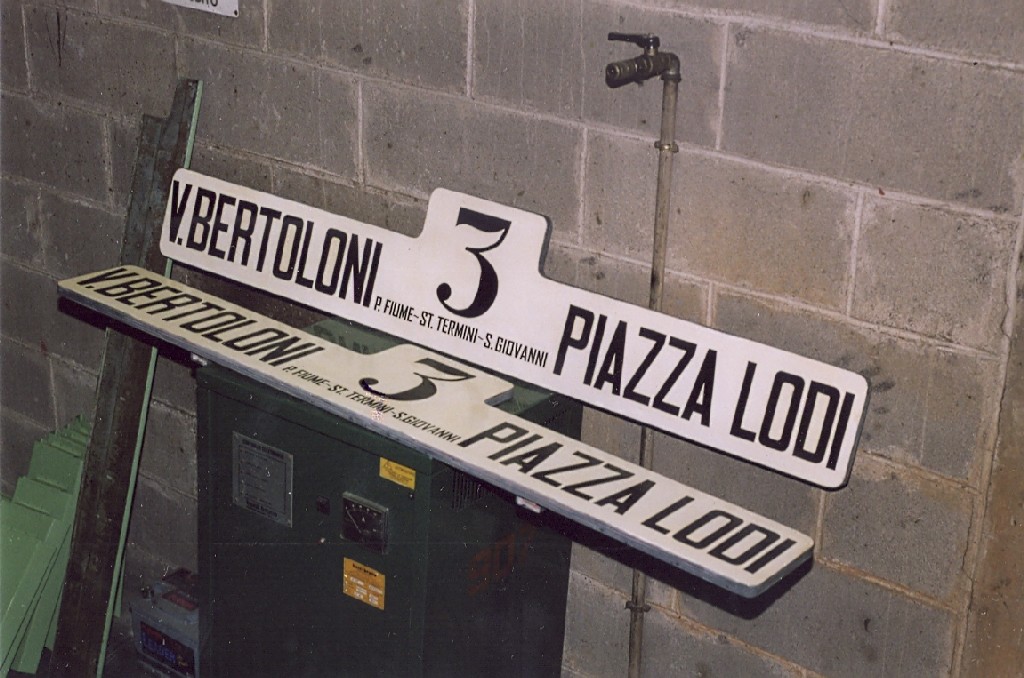 V.BERTOLONI 3 PIAZZA LODI
P. FIUME-ST. TERMINI-S. GIOVANNI
V.BERTOLONI 3 PIAZZA LODI
P. FIUME-ST. TERMINI-S.GIOVANNI